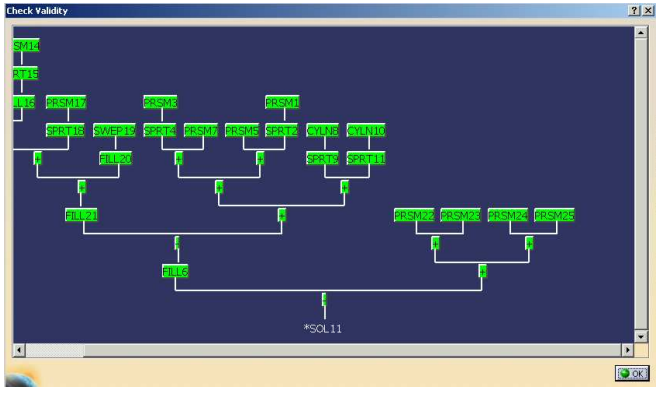 Check Validity
SM14
RT15
LL16 PRSM17 PRSM3 PRSM1
SPRT18 SWEP19 SPRT4 PRSM7 PRSM5 SPRT2 CYLN8 CYLN10
+ FILL20 + + SPRT9 SPRT11
+ + +
FILL21 + PRSM22 PRSM23 PRSM24 PRSM25
+ +
FILL6 +
*SOL11
OK